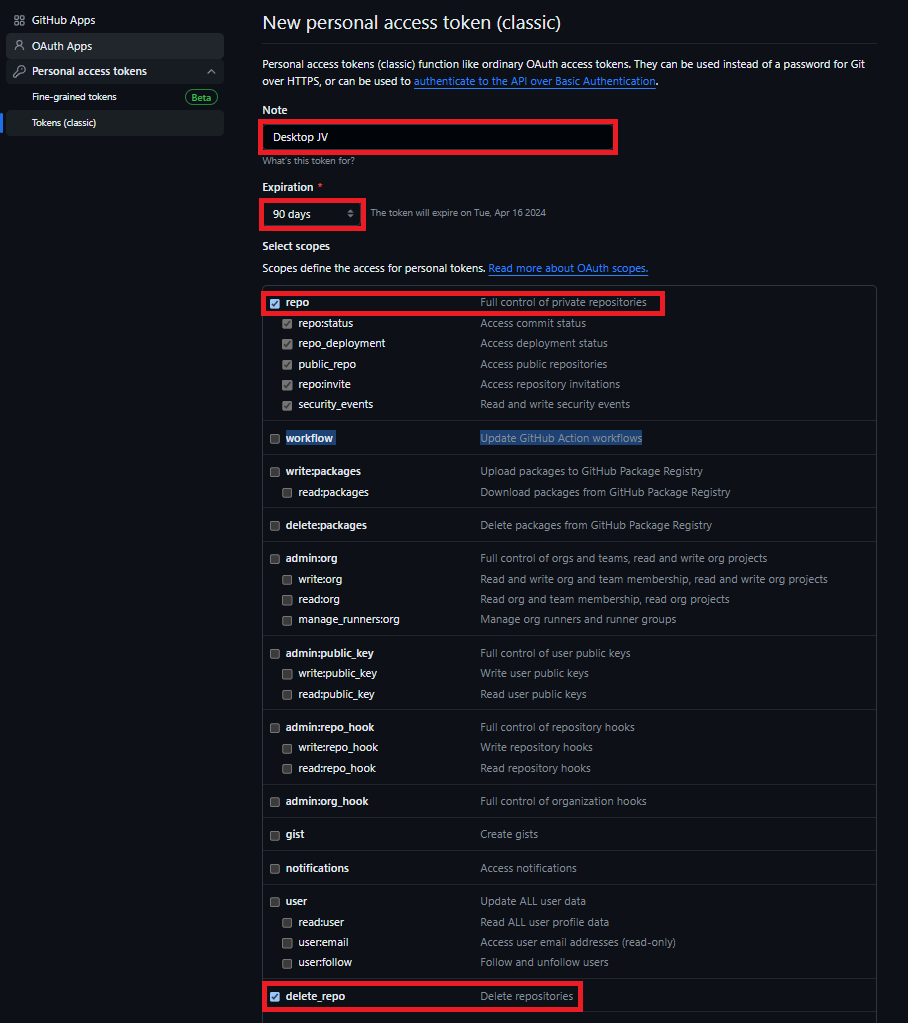 GitHub Apps
OAuth Apps
Personal access tokens
Fine-grained tokens Beta
Tokens (classic)
New personal access token (classic)
Personal access tokens (classic) function like ordinary OAuth access tokens. They can be used instead of a password for Git
over HTTPS, or can be used to authenticate to the API over Basic Authentication.
Note
Desktop JV
What's this token for?
Expiration *
90 days The token will expire on Tue, Apr 16 2024
Select scopes
Scopes define the access for personal tokens. Read more about OAuth scopes.
repo Full control of private repositories
repo:status Access commit status
repo_deployment Access deployment status
public_repo Access public repositories
repo:invite Access repository invitations
security_events Read and write security events
workflow Update GitHub Action workflows
write:packages Upload packages to GitHub Package Registry
read:packages Download packages from GitHub Package Registry
delete:packages Delete packages from GitHub Package Registry
admin:org Full control of orgs and teams, read and write org projects
write:org Read and write org and team membership, read and write org projects
read:org Read org and team membership, read org projects
manage_runners:org Manage org runners and runner groups
admin:public_key Full control of user public keys
write:public_key Write user public keys
read:public_key Read user public keys
admin:repo_hook Full control of repository hooks
write:repo_hook Write repository hooks
read:repo_hook Read repository hooks
admin:org_hook Full control of organization hooks
gist Create gists
notifications Access notifications
user Update ALL user data
read:user Read ALL user profile data
user:email Access user email addresses (read-only)
user:follow Follow and unfollow users
delete_repo Delete repositories